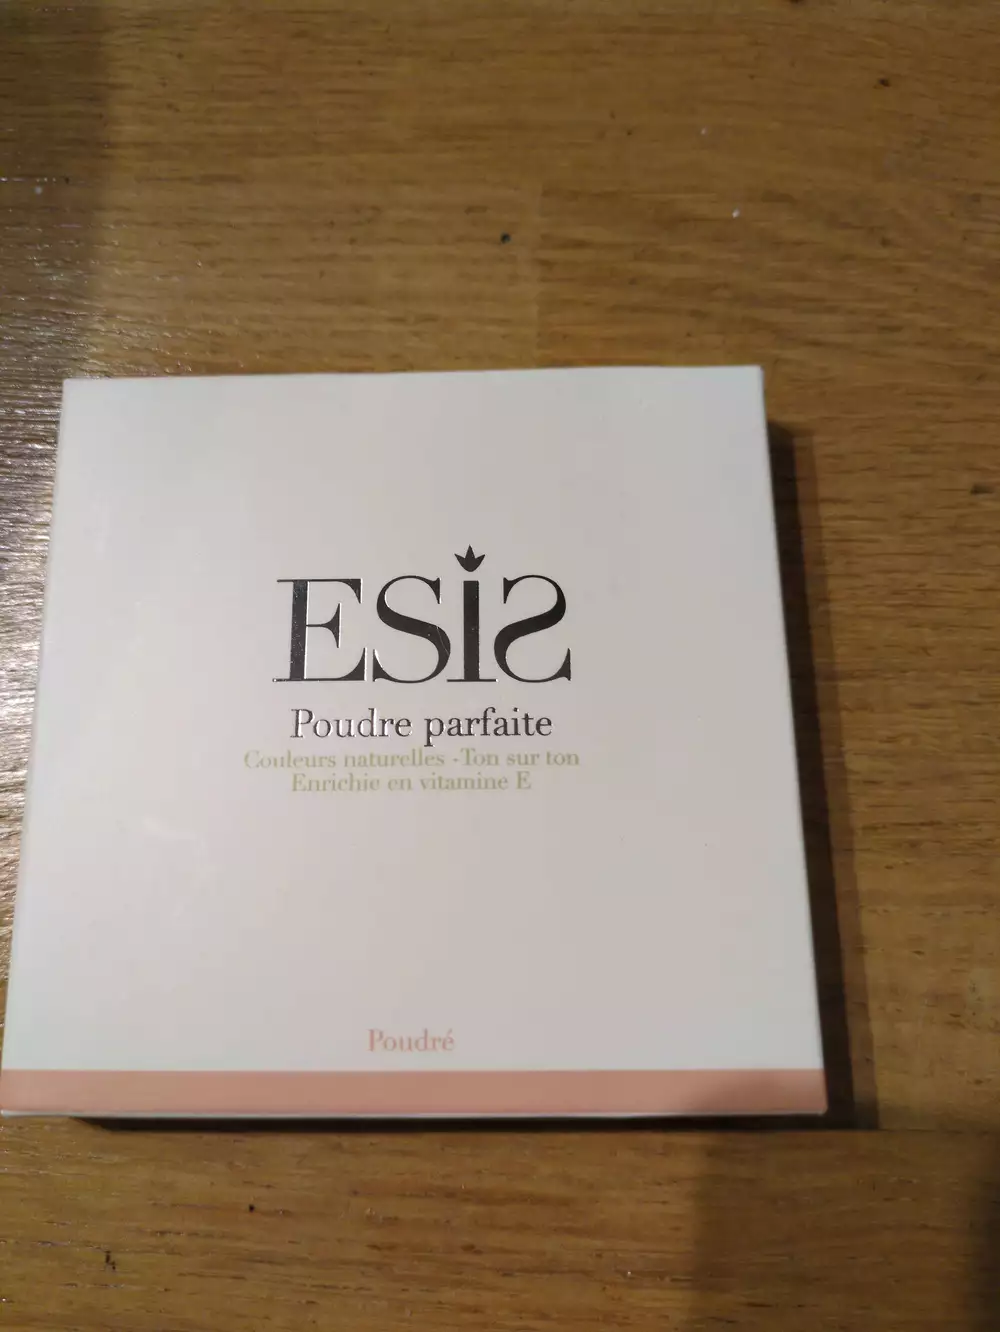 ESIS
Poudre parfaite
Couleurs naturelles - Ton sur ton
Enrichie en vitamine E
Poudré